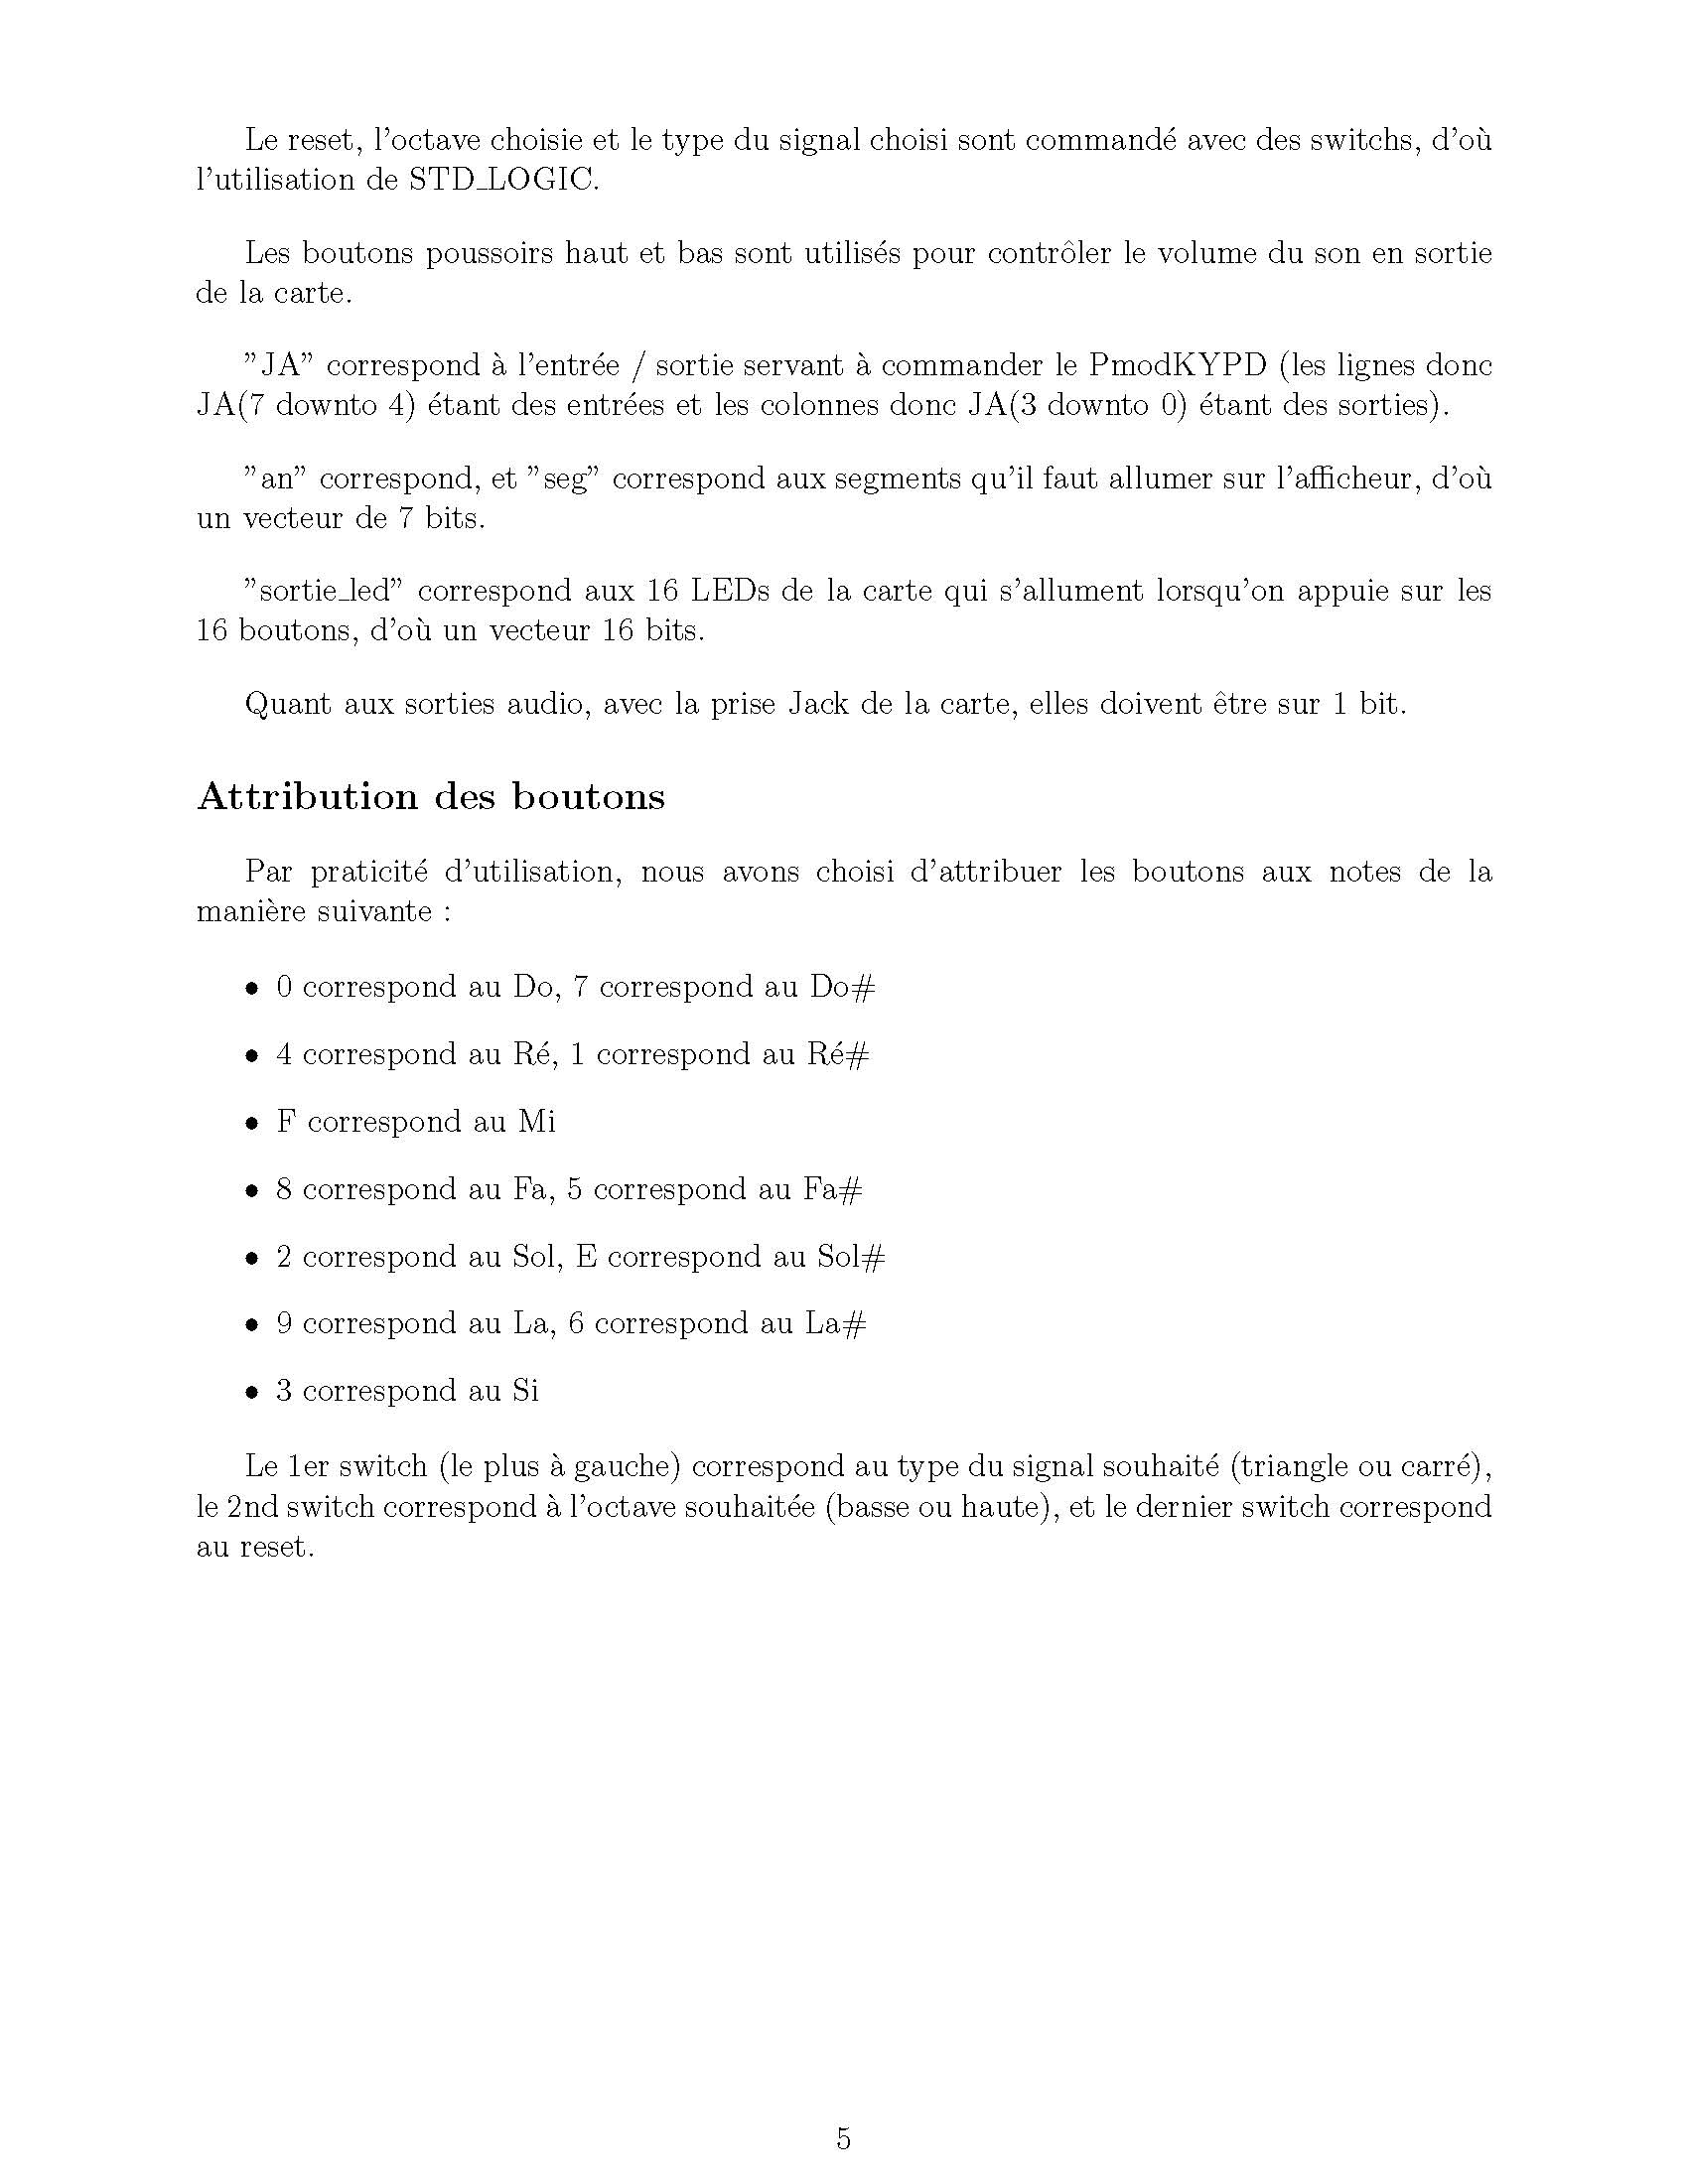 Le reset, l'octave choisie et le type du signal choisi sont commandé avec des switchs, d'où
l'utilisation de STD_LOGIC.
Les boutons poussoirs haut et bas sont utilisés pour contrôler le volume du son en sortie
de la carte.
"JA" correspond à l'entrée / sortie servant à commander le PmodKYPD (les lignes donc
JA(7 downto 4) étant des entrées et les colonnes donc JA(3 downto 0) étant des sorties).
"an" correspond, et "seg" correspond aux segments qu'il faut allumer sur l'afficheur, d'où
un vecteur de 7 bits.
"sortie_led" correspond aux 16 LEDs de la carte qui s'allument lorsqu'on appuie sur les
16 boutons, d'où un vecteur 16 bits.
Quant aux sorties audio, avec la prise Jack de la carte, elles doivent être sur 1 bit.
Attribution des boutons
Par praticité d'utilisation, nous avons choisi d'attribuer les boutons aux notes de la
manière suivante :
• 0 correspond au Do, 7 correspond au Do#
• 4 correspond au Ré, 1 correspond au Ré#
• F correspond au Mi
• 8 correspond au Fa, 5 correspond au Fa#
• 2 correspond au Sol, E correspond au Sol#
• 9 correspond au La, 6 correspond au La#
• 3 correspond au Si
Le 1er switch (le plus à gauche) correspond au type du signal souhaité (triangle ou carré),
le 2nd switch correspond à l'octave souhaitée (basse ou haute), et le dernier switch correspond
au reset.
5